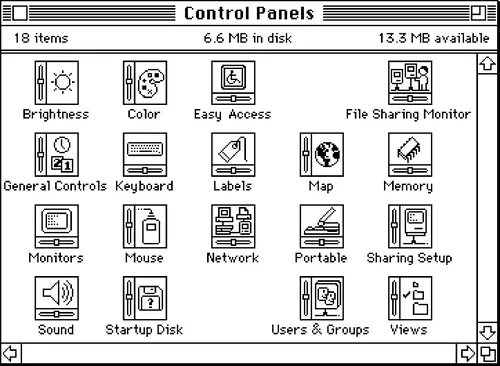 Control Panels
18 items 6.6 MB in disk 13.3 MB available
Brightness Color Easy Access File Sharing Monitor
General Controls Keyboard Labels Map Memory
Monitors Mouse Network Portable Sharing Setup
Sound Startup Disk Users & Groups Views